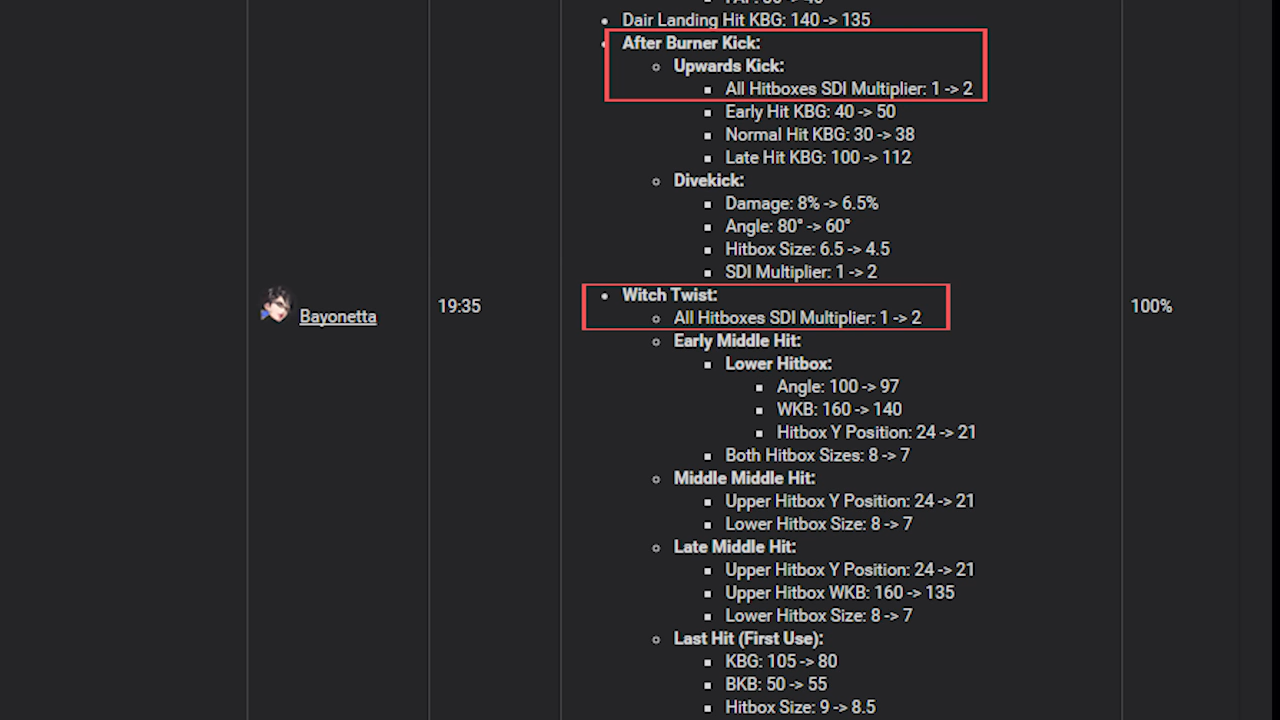 Dair Landing Hit KBG: 140 -> 135
After Burner Kick:
Upwards Kick:
All Hitboxes SDI Multiplier: 1 -> 2
Early Hit KBG: 40 -> 50
Normal Hit KBG: 30 -> 38
Late Hit KBG: 100 -> 112
Divekick:
Damage: 8% -> 6.5%
Angle: 80° -> 60°
Hitbox Size: 6.5 -> 4.5
SDI Multiplier: 1 -> 2
Witch Twist:
Bayonetta
19:35
100%
All Hitboxes SDI Multiplier: 1 -> 2
Early Middle Hit:
Lower Hitbox:
Angle: 100 -> 97
WKB: 160 -> 140
Hitbox Y Position: 24 -> 21
Both Hitbox Sizes: 8 -> 7
Middle Middle Hit:
Upper Hitbox Y Position: 24 -> 21
Lower Hitbox Size: 8 -> 7
Late Middle Hit:
Upper Hitbox Y Position: 24 -> 21
Upper Hitbox WKB: 160 -> 135
Lower Hitbox Size: 8 -> 7
Last Hit (First Use):
KBG: 105 -> 80
BKB: 50 -> 55
Hitbox Size: 9 -> 8.5